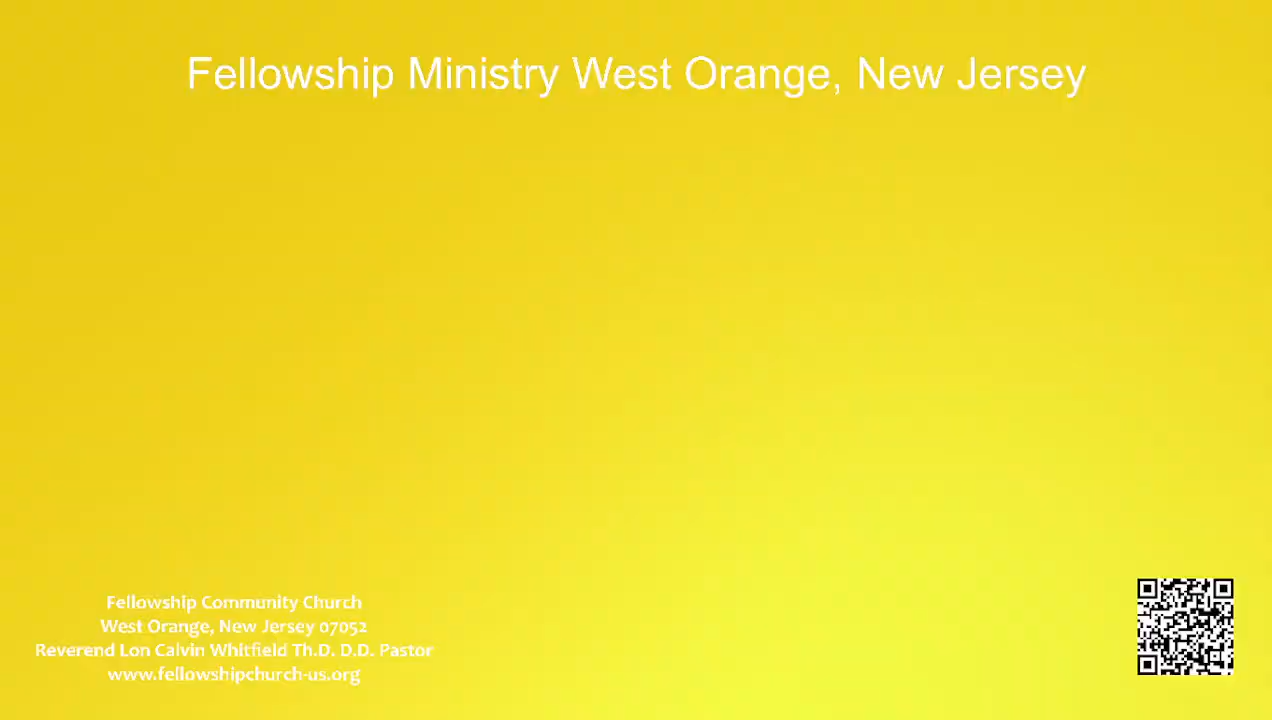 Fellowship Ministry West Orange, New Jersey
Fellowship Community Church
West Orange, New Jersey 07052
Reverend Lon Calvin Whitfield Th.D. D.D. Pastor
www.fellowshipchurch-us.org